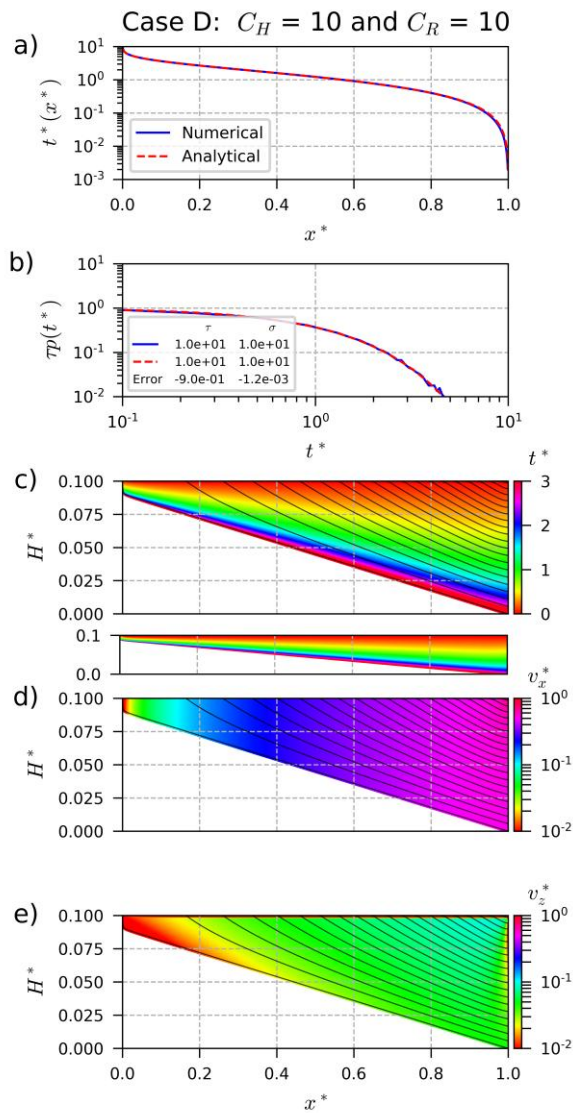 Case D: C_H = 10 and C_R = 10
a)
t*(x*)
10^1
10^0
10^-1
10^-2
10^-3
Numerical
Analytical
0.0 0.2 0.4 0.6 0.8 1.0
x*
b)
τp(t*)
10^1
10^0
10^-1
10^-2
τ σ
1.0e+01 1.0e+01
1.0e+01 1.0e+01
Error -9.0e-01 -1.2e-03
10^-1 10^0 10^1
t*
c)
H*
0.100
0.075
0.050
0.025
0.000
t*
3
2
1
0
0.1
0.0
d)
H*
0.100
0.075
0.050
0.025
0.000
v_x*
10^0
10^-1
10^-2
e)
H*
0.100
0.075
0.050
0.025
0.000
v_z*
10^0
10^-1
10^-2
0.0 0.2 0.4 0.6 0.8 1.0
x*